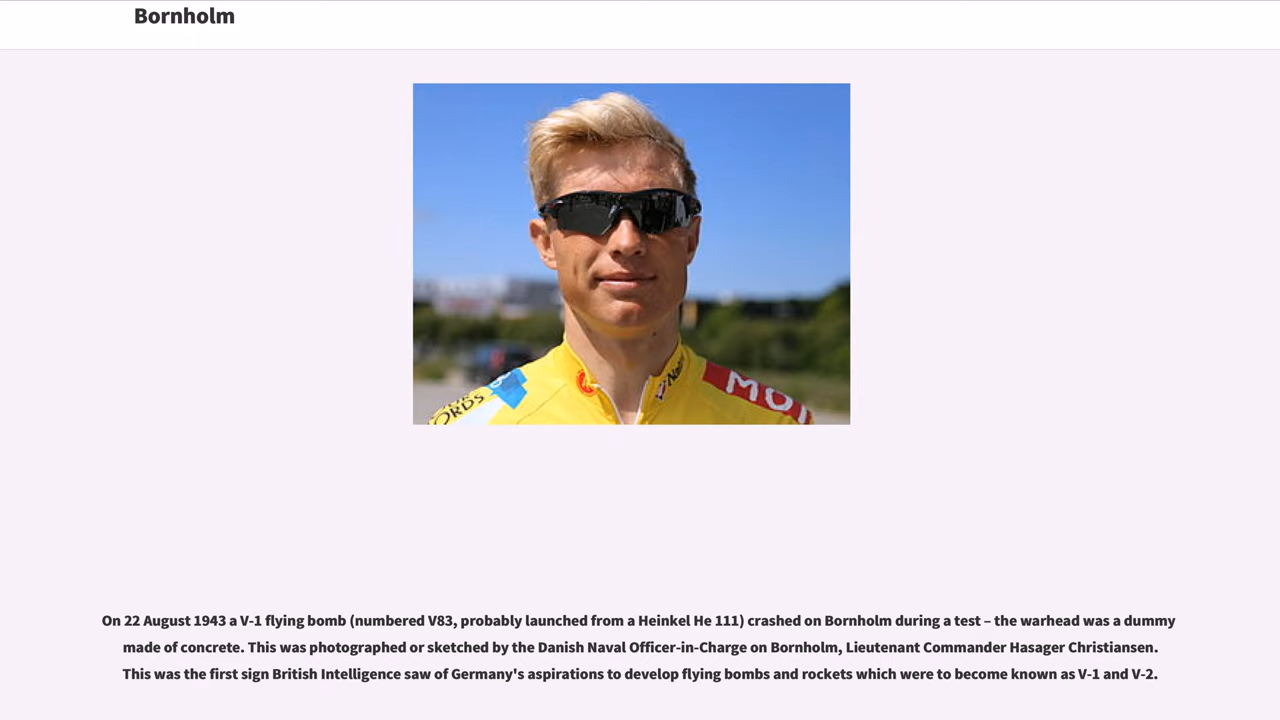 Bornholm
ORDS
301
On 22 August 1943 a V-1 flying bomb (numbered V83, probably launched from a Heinkel He 111) crashed on Bornholm during a test – the warhead was a dummy
made of concrete. This was photographed or sketched by the Danish Naval Officer-in-Charge on Bornholm, Lieutenant Commander Hasager Christiansen.
This was the first sign British Intelligence saw of Germany's aspirations to develop flying bombs and rockets which were to become known as V-1 and V-2.